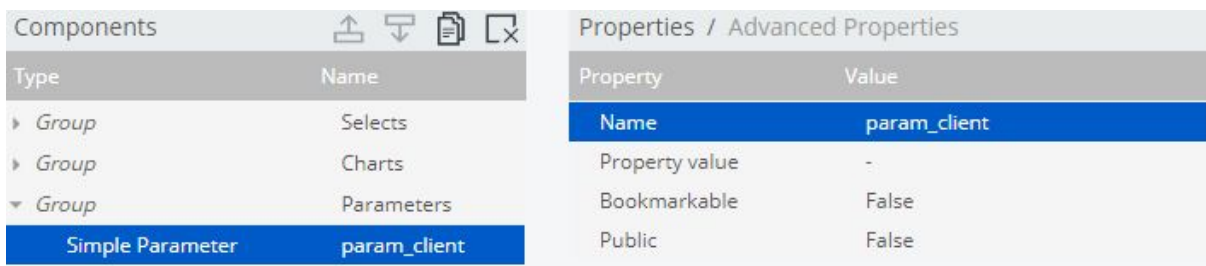 Components
Type Name
Group Selects
Group Charts
Group Parameters
Simple Parameter param_client
Properties / Advanced Properties
Property Value
Name param_client
Property value -
Bookmarkable False
Public False